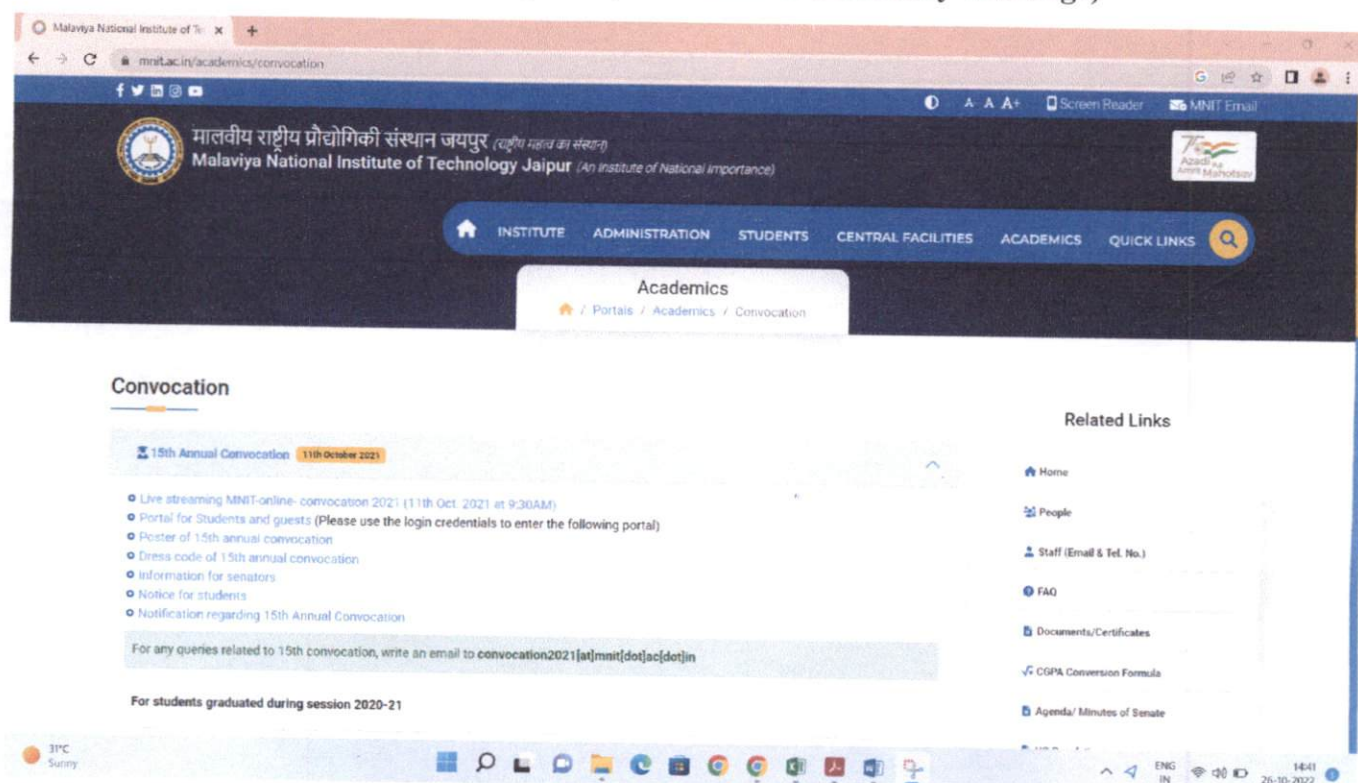 Malaviya National Institute of Te
mnit.ac.in/academics/convocation
A- A A+ Screen Reader MNIT Email
मालवीय राष्ट्रीय प्रौद्योगिकी संस्थान जयपुर (राष्ट्रीय महत्व का संस्थान)
Malaviya National Institute of Technology Jaipur (An Institute of National Importance)
Azadi Ka
Amrit Mahotsav
INSTITUTE ADMINISTRATION STUDENTS CENTRAL FACILITIES ACADEMICS QUICK LINKS
Academics
/ Portals / Academics / Convocation
Convocation
15th Annual Convocation 11th October 2021
Live streaming MNIT-online- convocation 2021 (11th Oct. 2021 at 9:30AM)
Portal for Students and guests (Please use the login credentials to enter the following portal)
Poster of 15th annual convocation
Dress code of 15th annual convocation
Information for senators
Notice for students
Notification regarding 15th Annual Convocation
For any queries related to 15th convocation, write an email to convocation2021[at]mnit[dot]ac[dot]in
For students graduated during session 2020-21
Related Links
Home
People
Staff (Email & Tel. No.)
FAQ
Documents/Certificates
CGPA Conversion Formula
Agenda/ Minutes of Senate
31°C
Sunny
ENG
IN
14:41
26-10-2022